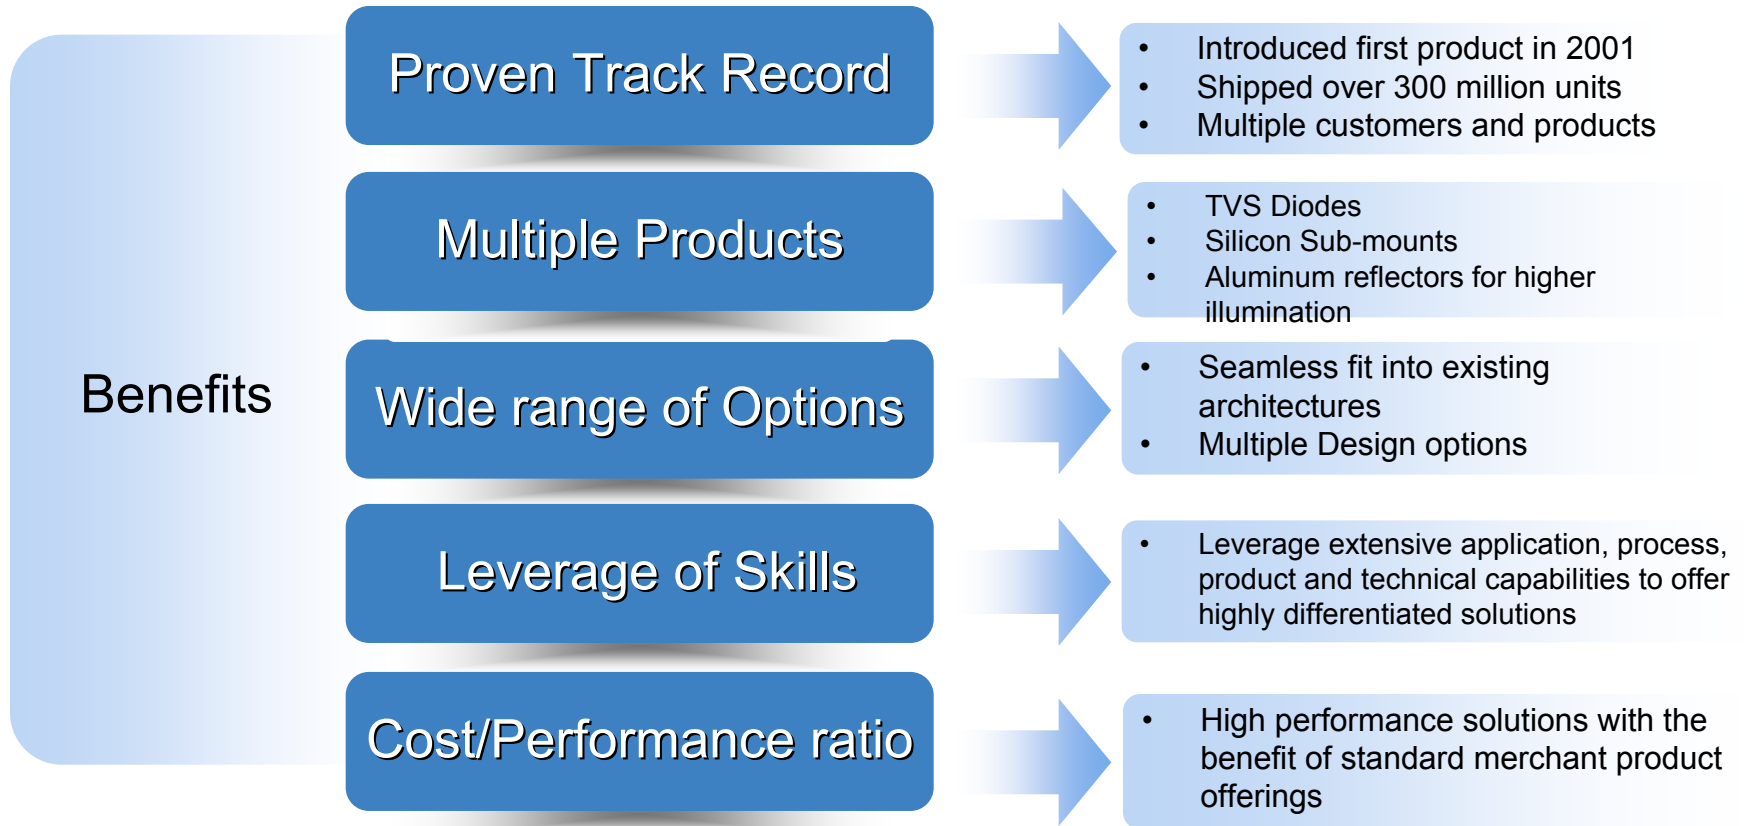 Benefits
Proven Track Record
• Introduced first product in 2001
• Shipped over 300 million units
• Multiple customers and products
Multiple Products
• TVS Diodes
• Silicon Sub-mounts
• Aluminum reflectors for higher
illumination
Wide range of Options
• Seamless fit into existing
architectures
• Multiple Design options
Leverage of Skills
• Leverage extensive application, process,
product and technical capabilities to offer
highly differentiated solutions
Cost/Performance ratio
• High performance solutions with the
benefit of standard merchant product
offerings